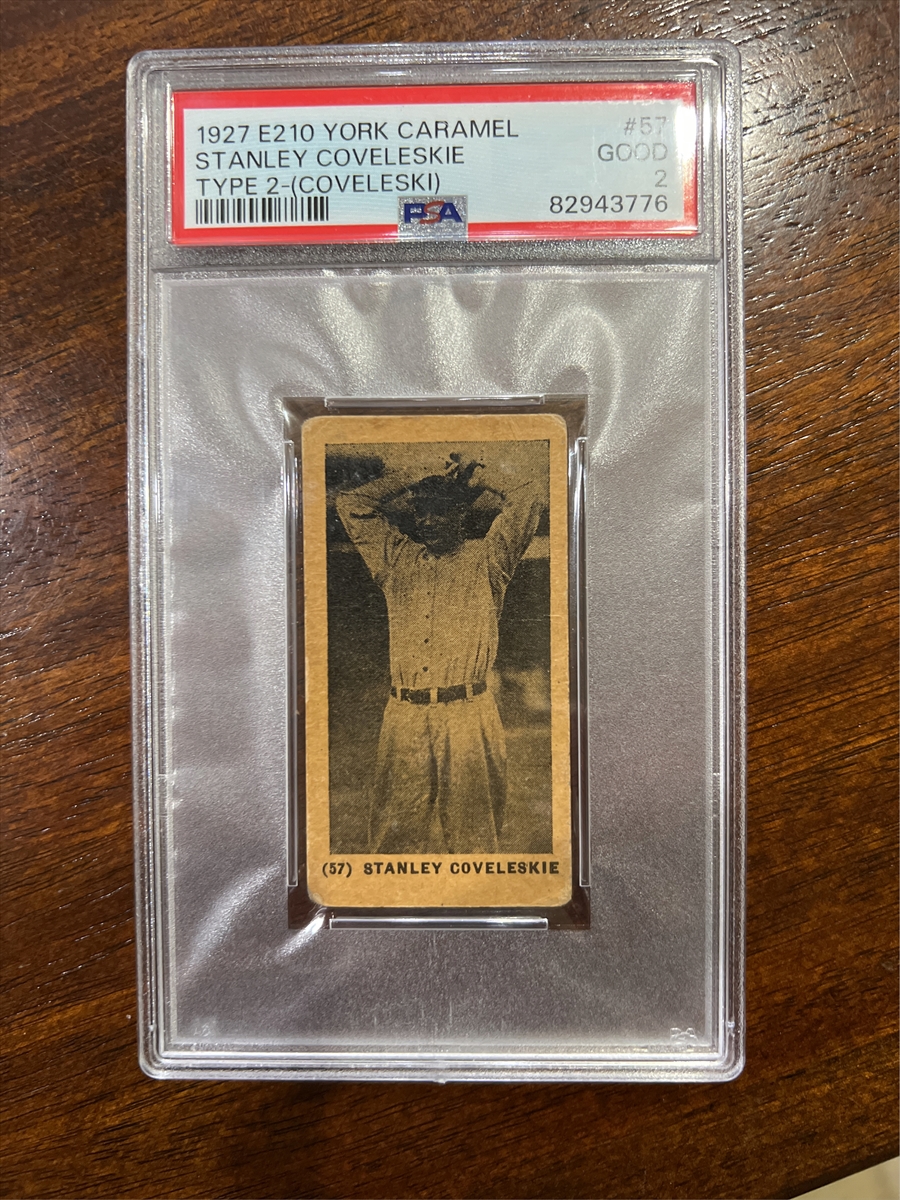 1927 E210 YORK CARAMEL #57
STANLEY COVELESKIE GOOD
TYPE 2-(COVELESKI) 2
PSA 82943776
(57) STANLEY COVELESKIE